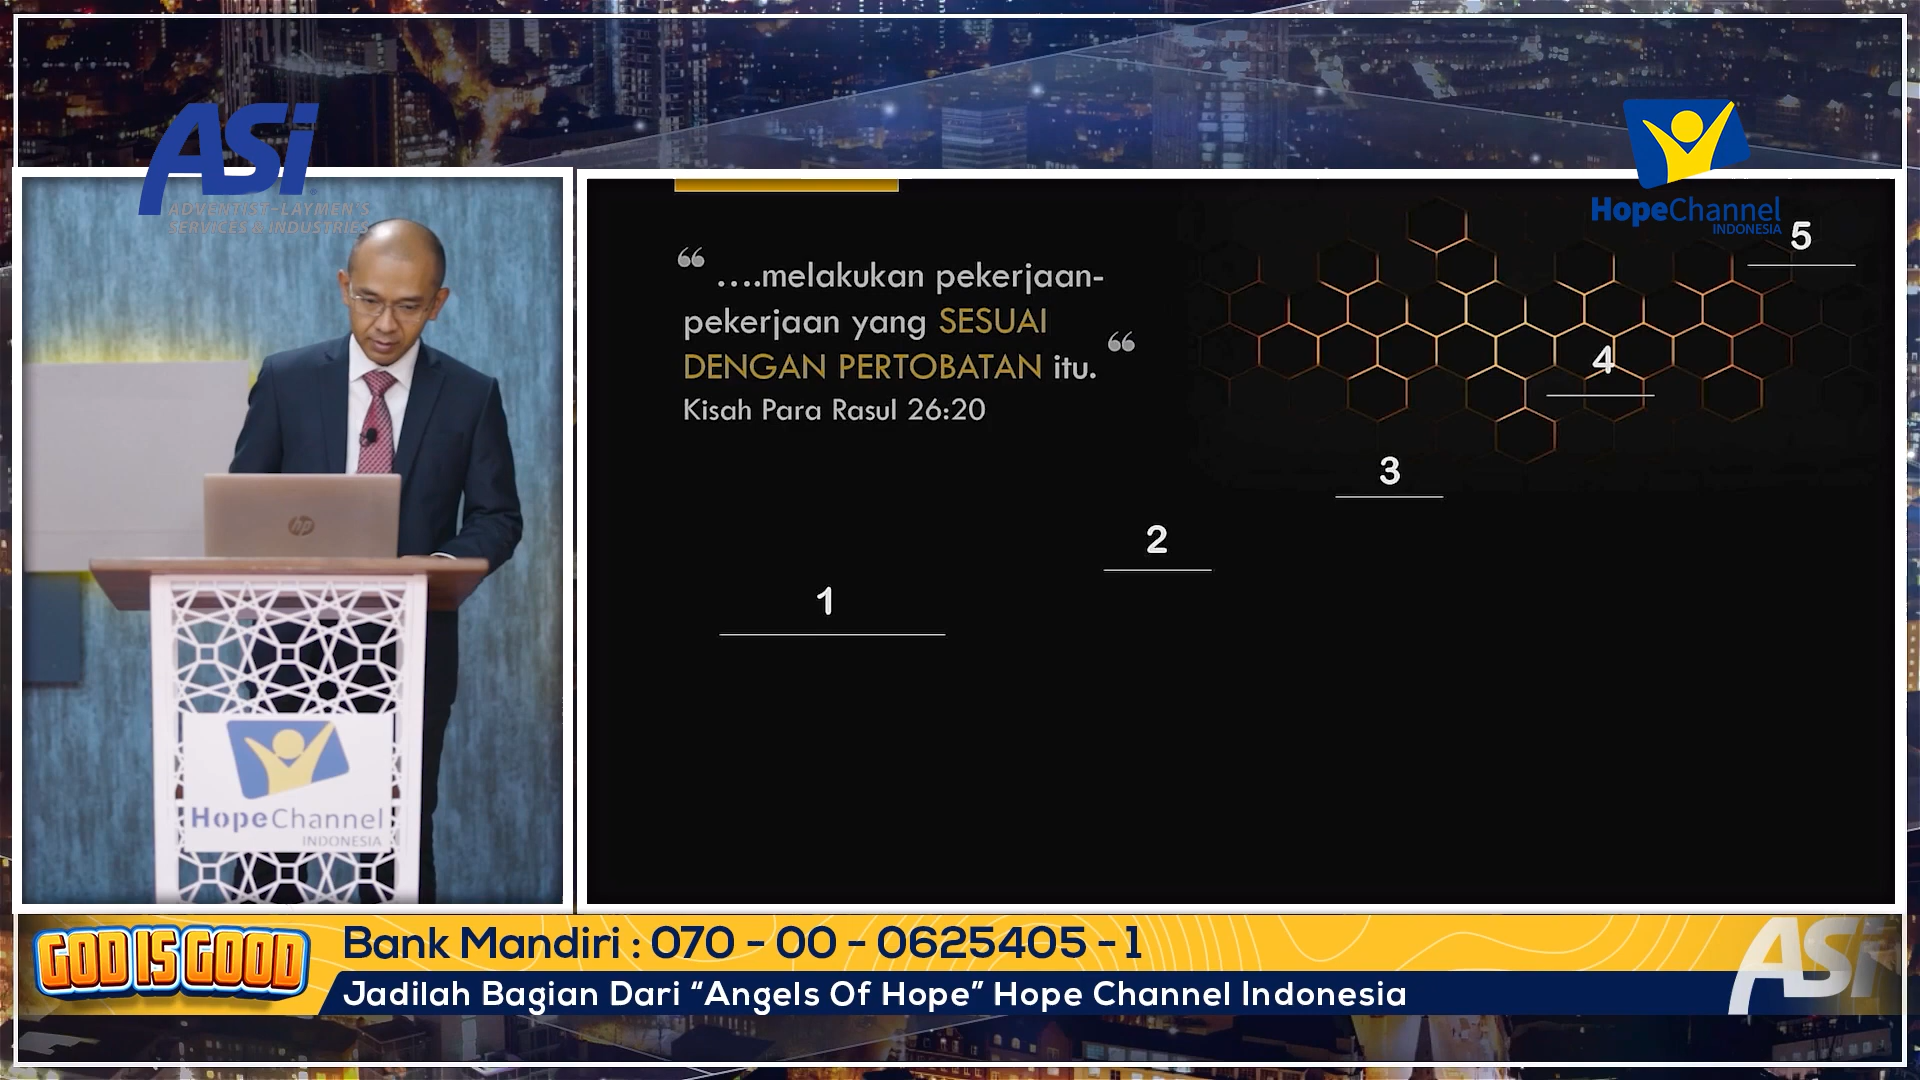 ASi
ADVENTIST-LAYMEN'S
SERVICES & INDUSTRIES
HopeChannel
INDONESIA
“ ….melakukan pekerjaan-
pekerjaan yang SESUAI
DENGAN PERTOBATAN itu. “
Kisah Para Rasul 26:20
5
4
3
2
1
hp
HopeChannel
INDONESIA
GOD IS GOOD
Bank Mandiri : 070 - 00 - 0625405 - 1
Jadilah Bagian Dari “Angels Of Hope” Hope Channel Indonesia
ASi